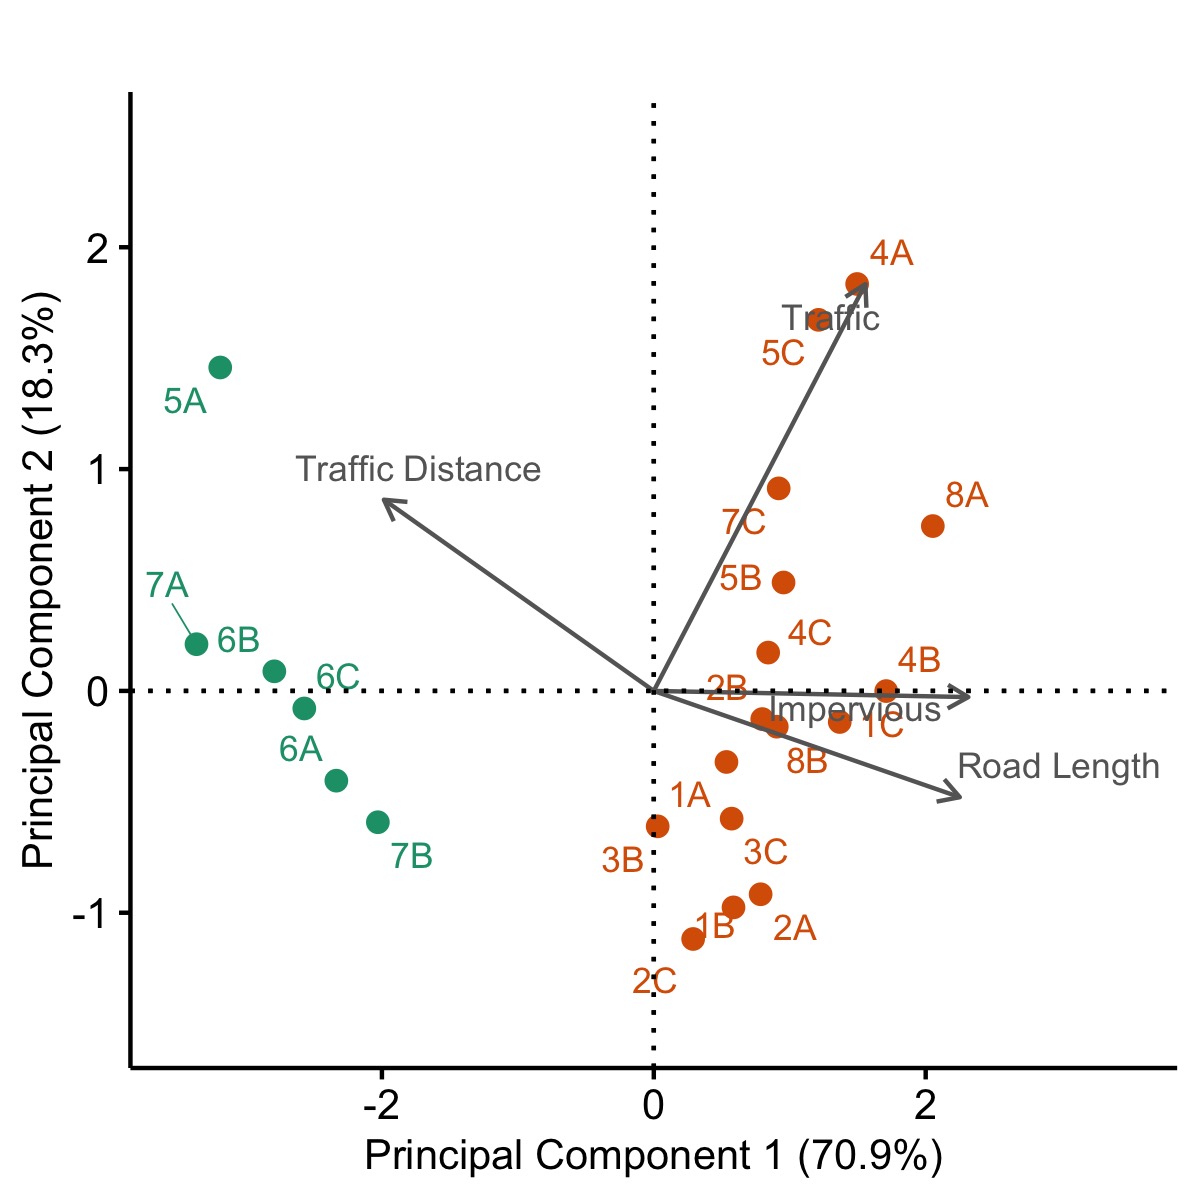 4A
2
Traffic
5C
5A
1
Traffic Distance
8A
7C
7A
5B
6B
4C
4B
6C
2B
0
Impervious
1C
6A
8B
Road Length
1A
7B
3B
3C
-1
1B
2A
2C
-2
0
2
Principal Component 1 (70.9%)
Principal Component 2 (18.3%)